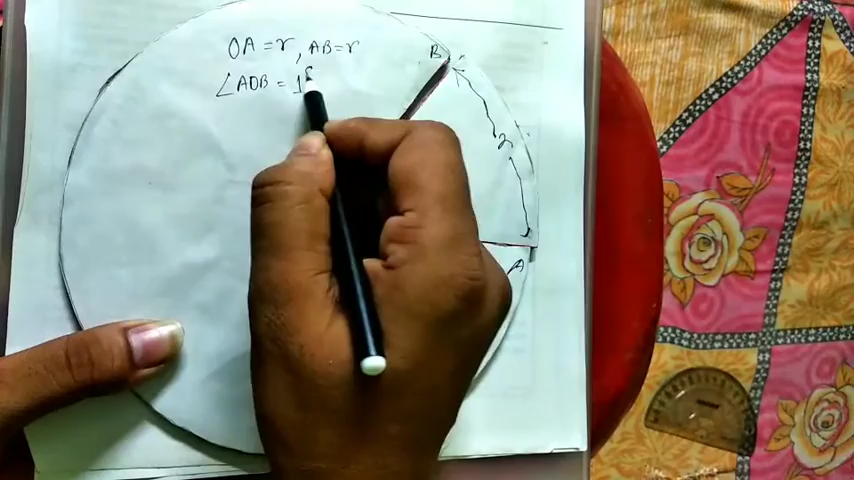 OA = r, AB = r
∠AOB = 1ᶜ
B
r
A